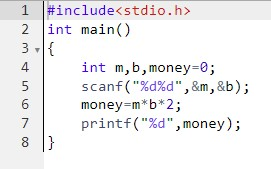 1 #include<stdio.h>
2 int main()
3 {
4     int m,b,money=0;
5     scanf("%d%d",&m,&b);
6     money=m*b*2;
7     printf("%d",money);
8 }